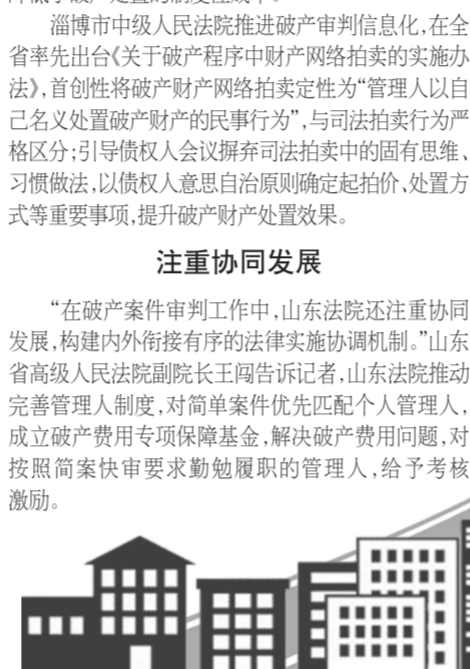 淄博市中级人民法院推进破产审判信息化，在全
省率先出台《关于破产程序中财产网络拍卖的实施办
法》，首创性将破产财产网络拍卖定性为“管理人以自
己名义处置破产财产的民事行为”，与司法拍卖行为严
格区分；引导债权人会议摒弃司法拍卖中的固有思维、
习惯做法，以债权人意思自治原则确定起拍价、处置方
式等重要事项，提升破产财产处置效果。
注重协同发展
“在破产案件审判工作中，山东法院还注重协同
发展，构建内外衔接有序的法律实施协调机制。”山东
省高级人民法院副院长王闯告诉记者，山东法院推动
完善管理人制度，对简单案件优先匹配个人管理人，
成立破产费用专项保障基金，解决破产费用问题，对
按照简案快审要求勤勉履职的管理人，给予考核
激励。